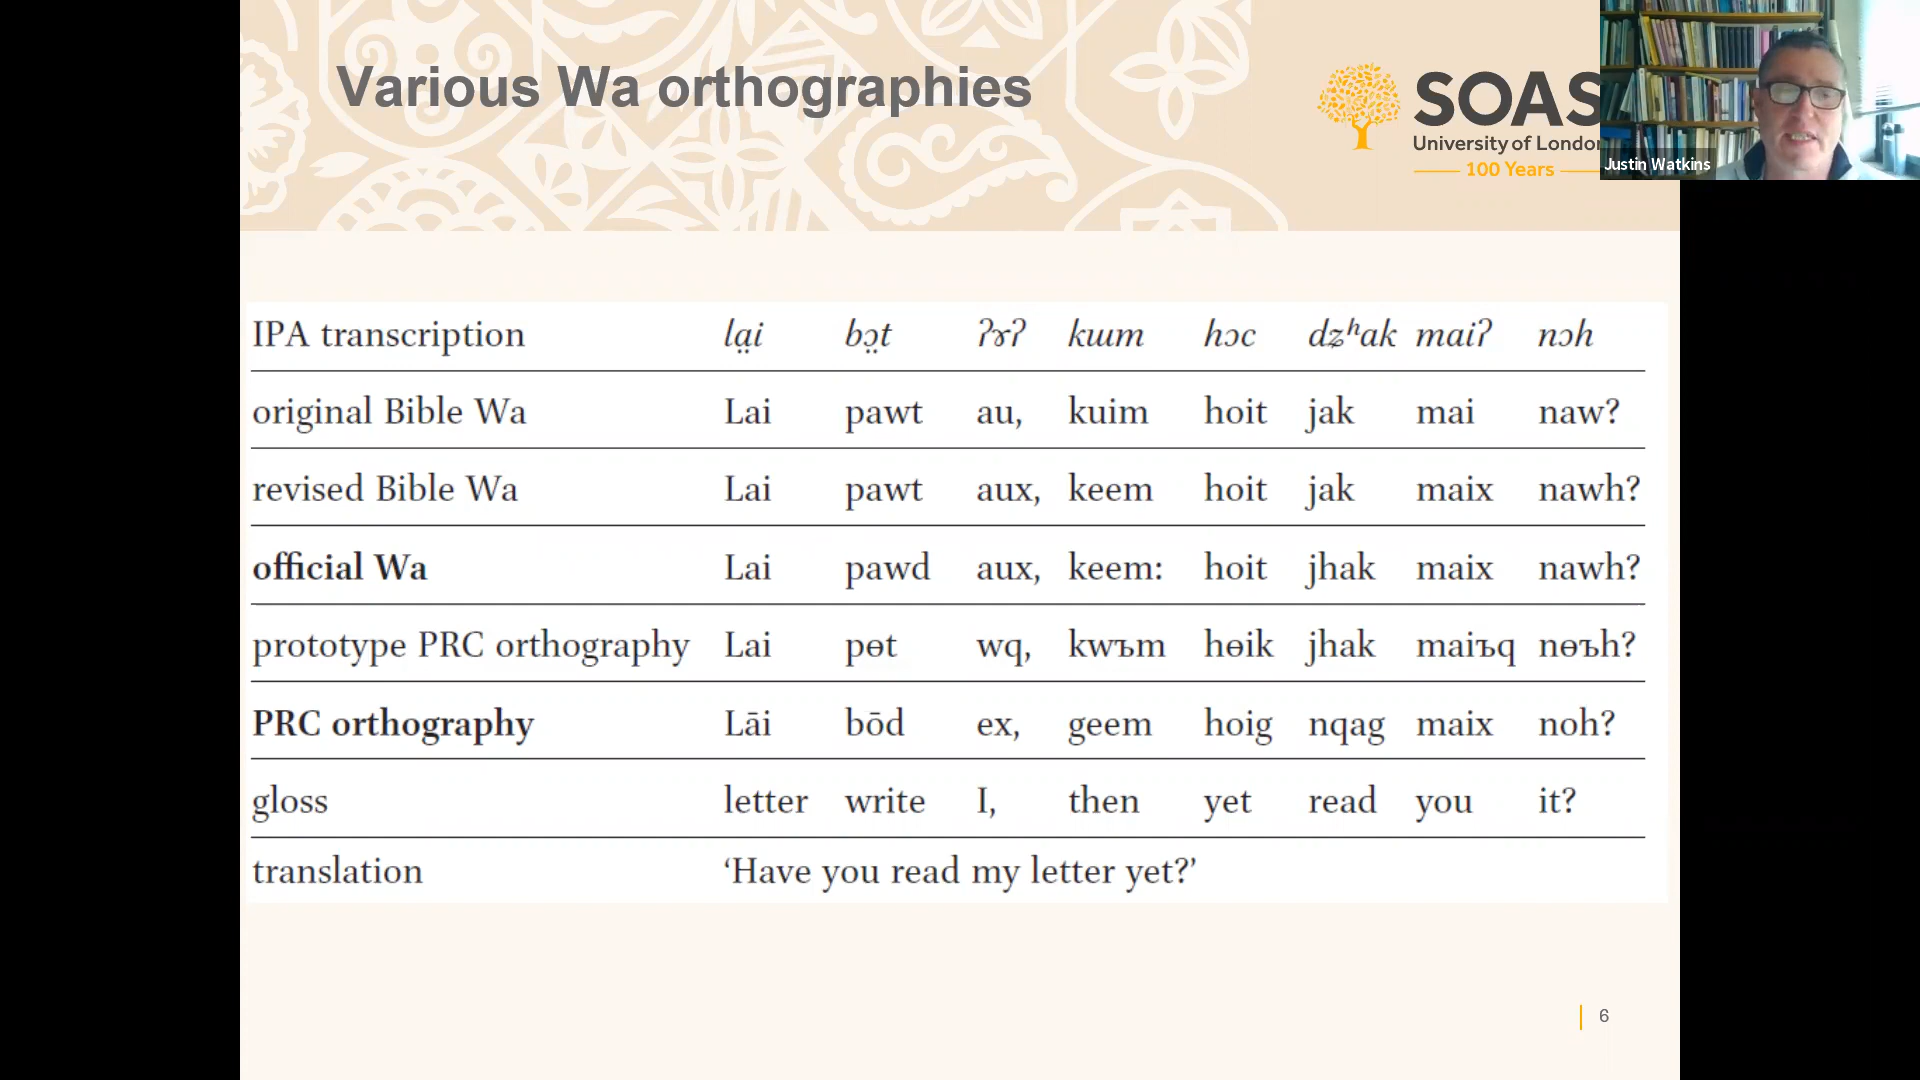 Various Wa orthographies
SOAS
University of London
100 Years
Justin Watkins
IPA transcription la̤i bɔ̤t ʔɤʔ kɯm hɔc dʑʰak maiʔ nɔh
original Bible Wa Lai pawt au, kuim hoit jak mai naw?
revised Bible Wa Lai pawt aux, keem hoit jak maix nawh?
official Wa Lai pawd aux, keem: hoit jhak maix nawh?
prototype PRC orthography Lai pɵt wq, kwъm hɵik jhak maiъq nɵъh?
PRC orthography Lāi bōd ex, geem hoig nqag maix noh?
gloss letter write I, then yet read you it?
translation ‘Have you read my letter yet?’
6